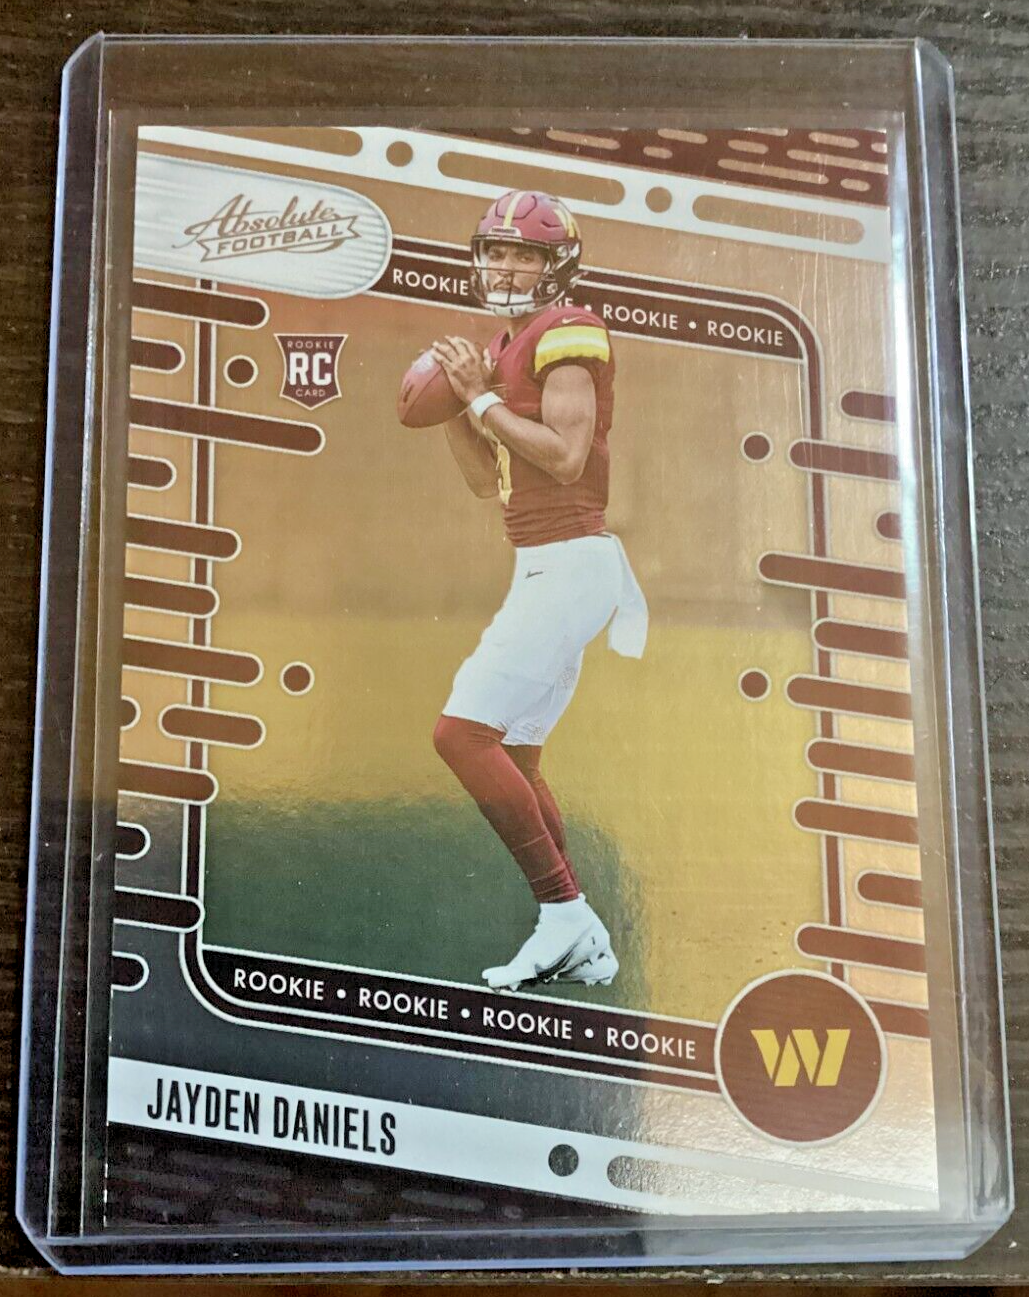 Absolute
FOOTBALL
ROOKIE • ROOKIE • ROOKIE
ROOKIE
RC
CARD
ROOKIE • ROOKIE • ROOKIE • ROOKIE
W
JAYDEN DANIELS